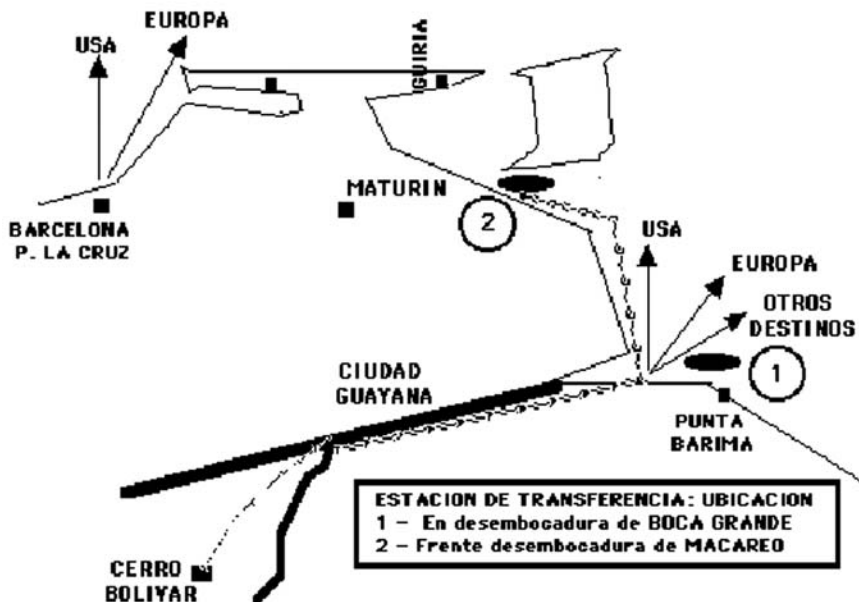 EUROPA
USA
GUIRIA
MATURIN
BARCELONA
P. LA CRUZ
2
USA
EUROPA
OTROS
DESTINOS
1
CIUDAD
GUAYANA
PUNTA
BARIMA
ESTACION DE TRANSFERENCIA: UBICACION
1 - En desembocadura de BOCA GRANDE
2 - Frente desembocadura de MACAREO
CERRO
BOLIVAR